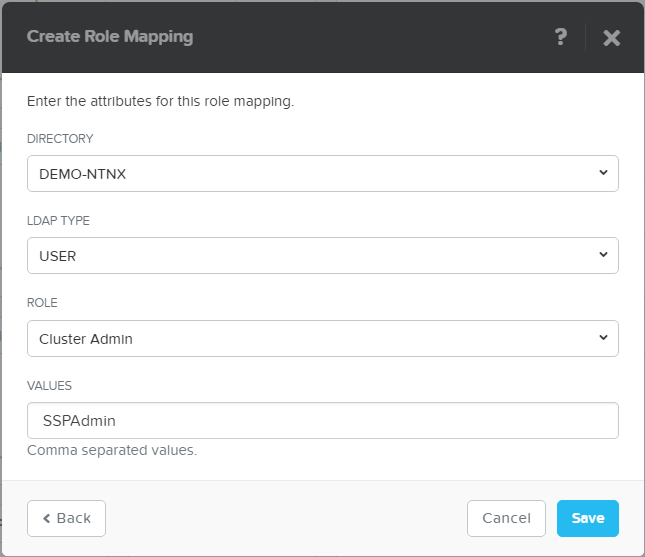 Create Role Mapping ?
Enter the attributes for this role mapping.
DIRECTORY
DEMO-NTNX
LDAP TYPE
USER
ROLE
Cluster Admin
VALUES
SSPAdmin
Comma separated values.
Back Cancel Save